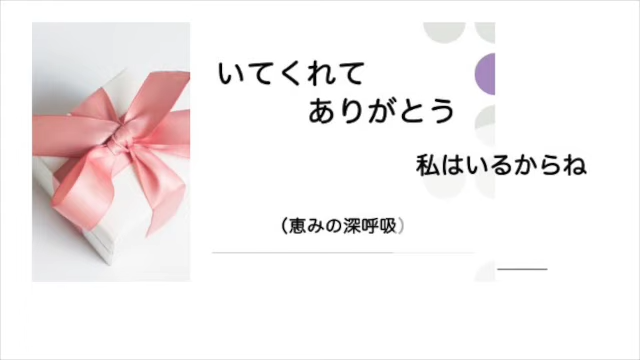 いてくれて
ありがとう
私はいるからね
（恵みの深呼吸）